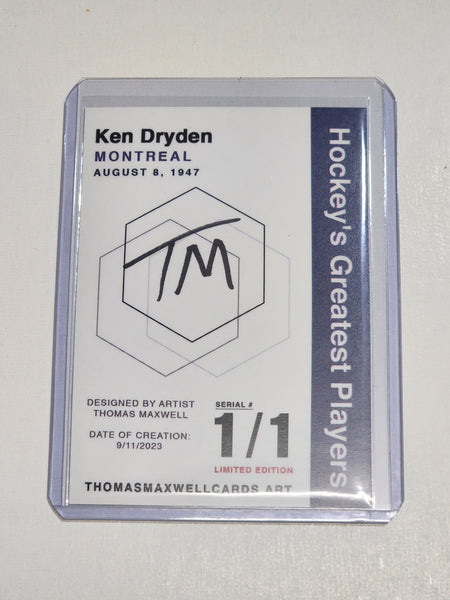 Ken Dryden
MONTREAL
AUGUST 8, 1947
Hockey's Greatest Players
TM
DESIGNED BY ARTIST
THOMAS MAXWELL
DATE OF CREATION:
9/11/2023
SERIAL #
1/1
LIMITED EDITION
THOMASMAXWELLCARDS.ART